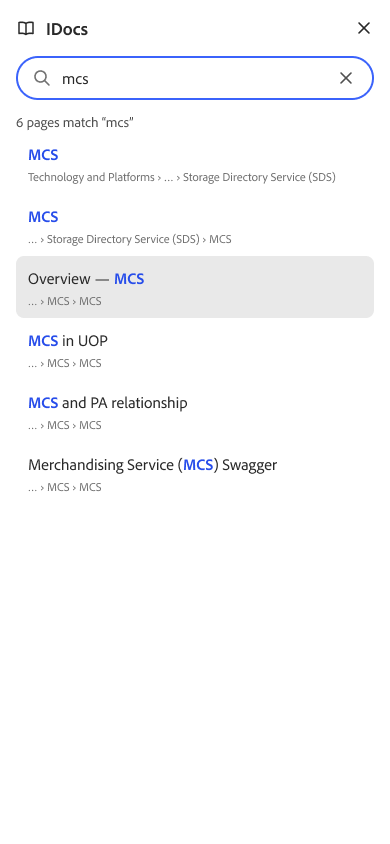 IDocs
mcs
6 pages match “mcs”
MCS
Technology and Platforms › ... › Storage Directory Service (SDS)
MCS
... › Storage Directory Service (SDS) › MCS
Overview — MCS
... › MCS › MCS
MCS in UOP
... › MCS › MCS
MCS and PA relationship
... › MCS › MCS
Merchandising Service (MCS) Swagger
... › MCS › MCS